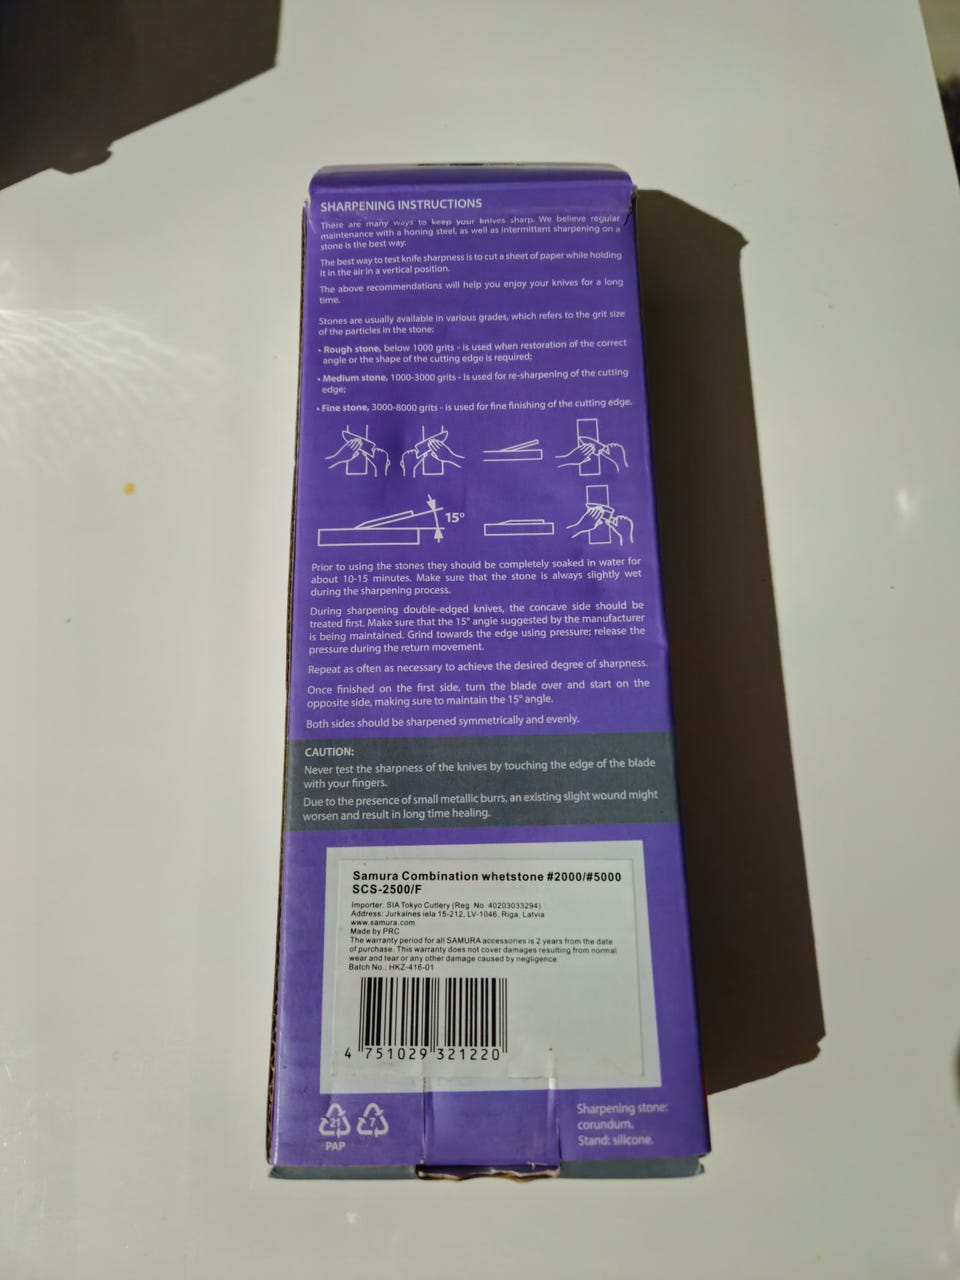 SHARPENING INSTRUCTIONS
There are many ways to keep your knives sharp. We believe regular
maintenance with a honing steel, as well as intermittent sharpening on a
stone is the best way.
The best way to test knife sharpness is to cut a sheet of paper while holding
it in the air in a vertical position.
The above recommendations will help you enjoy your knives for a long
time.
Stones are usually available in various grades, which refers to the grit size
of the particles in the stone:
• Rough stone, below 1000 grits - is used when restoration of the correct
angle or the shape of the cutting edge is required;
• Medium stone, 1000-3000 grits - is used for re-sharpening of the cutting
edge;
• Fine stone, 3000-8000 grits - is used for fine finishing of the cutting edge.
15°
Prior to using the stones they should be completely soaked in water for
about 10-15 minutes. Make sure that the stone is always slightly wet
during the sharpening process.
During sharpening double-edged knives, the concave side should be
treated first. Make sure that the 15° angle suggested by the manufacturer
is being maintained. Grind towards the edge using pressure; release the
pressure during the return movement.
Repeat as often as necessary to achieve the desired degree of sharpness.
Once finished on the first side, turn the blade over and start on the
opposite side, making sure to maintain the 15° angle.
Both sides should be sharpened symmetrically and evenly.
CAUTION:
Never test the sharpness of the knives by touching the edge of the blade
with your fingers.
Due to the presence of small metallic burrs, an existing slight wound might
worsen and result in long time healing.
Samura Combination whetstone #2000/#5000
SCS-2500/F
Importer: SIA Tokyo Cutlery (Reg. No. 40203033294)
Address: Jurkalnes iela 15-212, LV-1046, Riga, Latvia
www.samura.com
Made by PRC
The warranty period for all SAMURA accessories is 2 years from the date
of purchase. This warranty does not cover damages resulting from normal
wear and tear or any other damage caused by negligence.
Batch No.: HKZ-416-01
4 751029 321220
21
7
PAP
Sharpening stone:
corundum.
Stand: silicone.